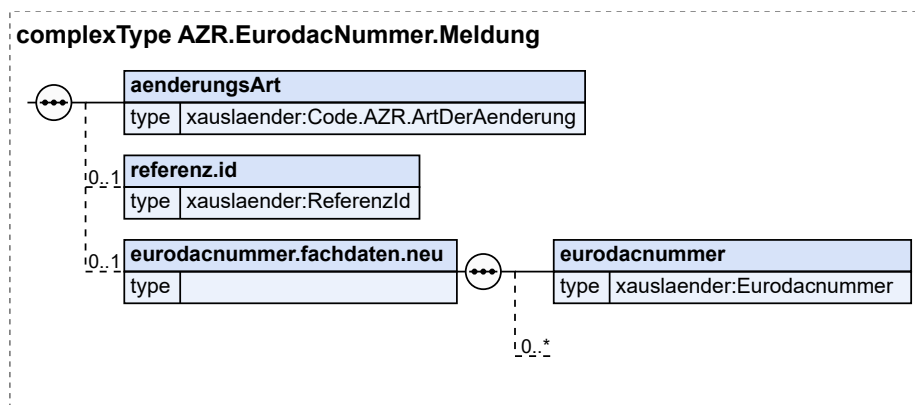 complexType AZR.EurodacNummer.Meldung
aenderungsArt
type xauslaender:Code.AZR.ArtDerAenderung
0..1 referenz.id
type xauslaender:ReferenzId
0..1 eurodacnummer.fachdaten.neu eurodacnummer
type type xauslaender:Eurodacnummer
0..*